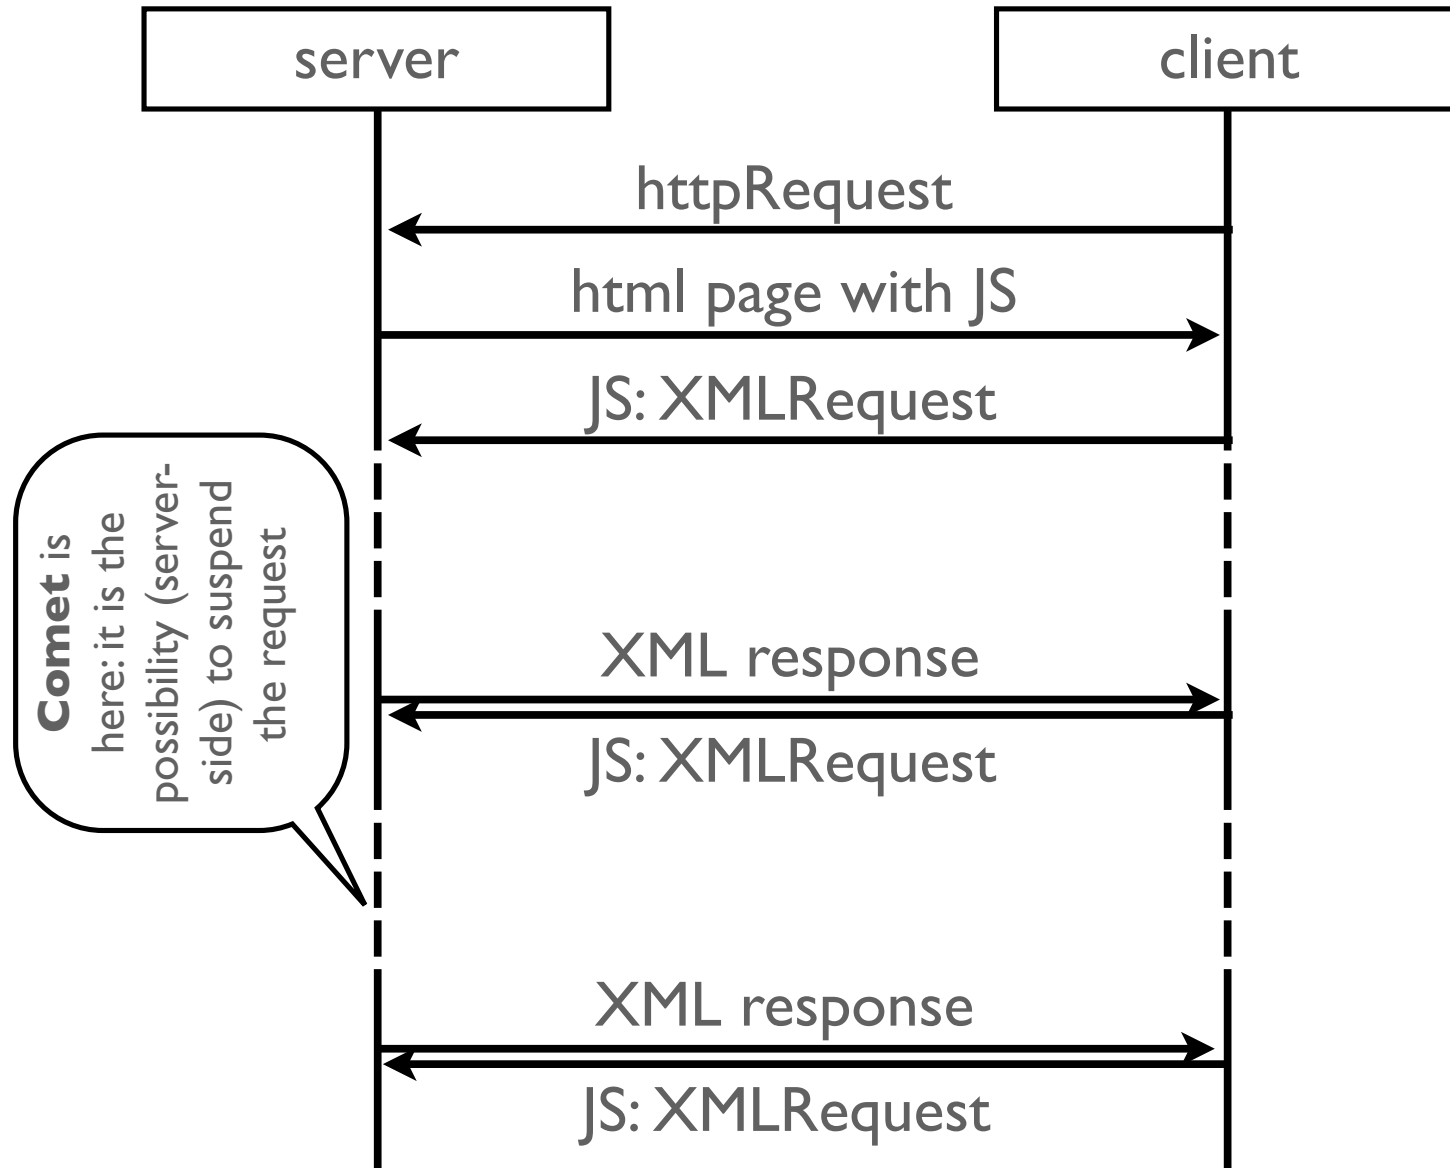 server
client
httpRequest
html page with JS
JS: XMLRequest
Comet is
here: it is the
possibility (server-
side) to suspend
the request
XML response
JS: XMLRequest
XML response
JS: XMLRequest